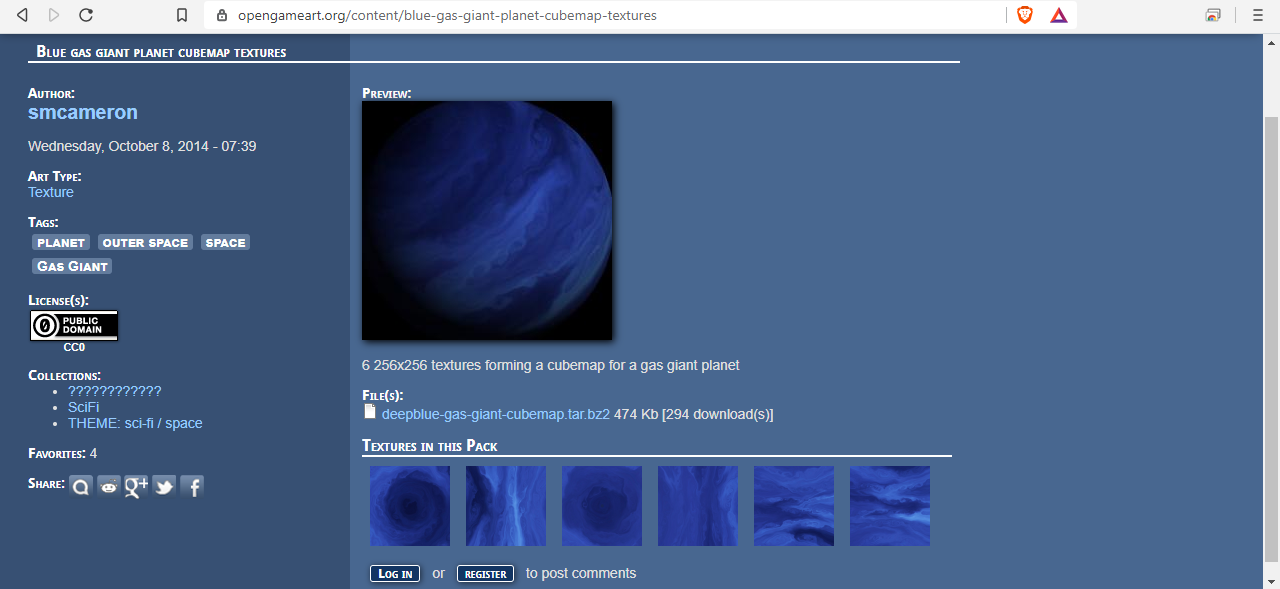 opengameart.org/content/blue-gas-giant-planet-cubemap-textures
Blue gas giant planet cubemap textures
Author:
smcameron
Wednesday, October 8, 2014 - 07:39
Art Type:
Texture
Tags:
planet outer space space
Gas Giant
License(s):
PUBLIC
DOMAIN
CC0
Collections:
• ????????????
• SciFi
• THEME: sci-fi / space
Favorites: 4
Share:
Preview:
6 256x256 textures forming a cubemap for a gas giant planet
File(s):
deepblue-gas-giant-cubemap.tar.bz2 474 Kb [294 download(s)]
Textures in this Pack
Log in or register to post comments